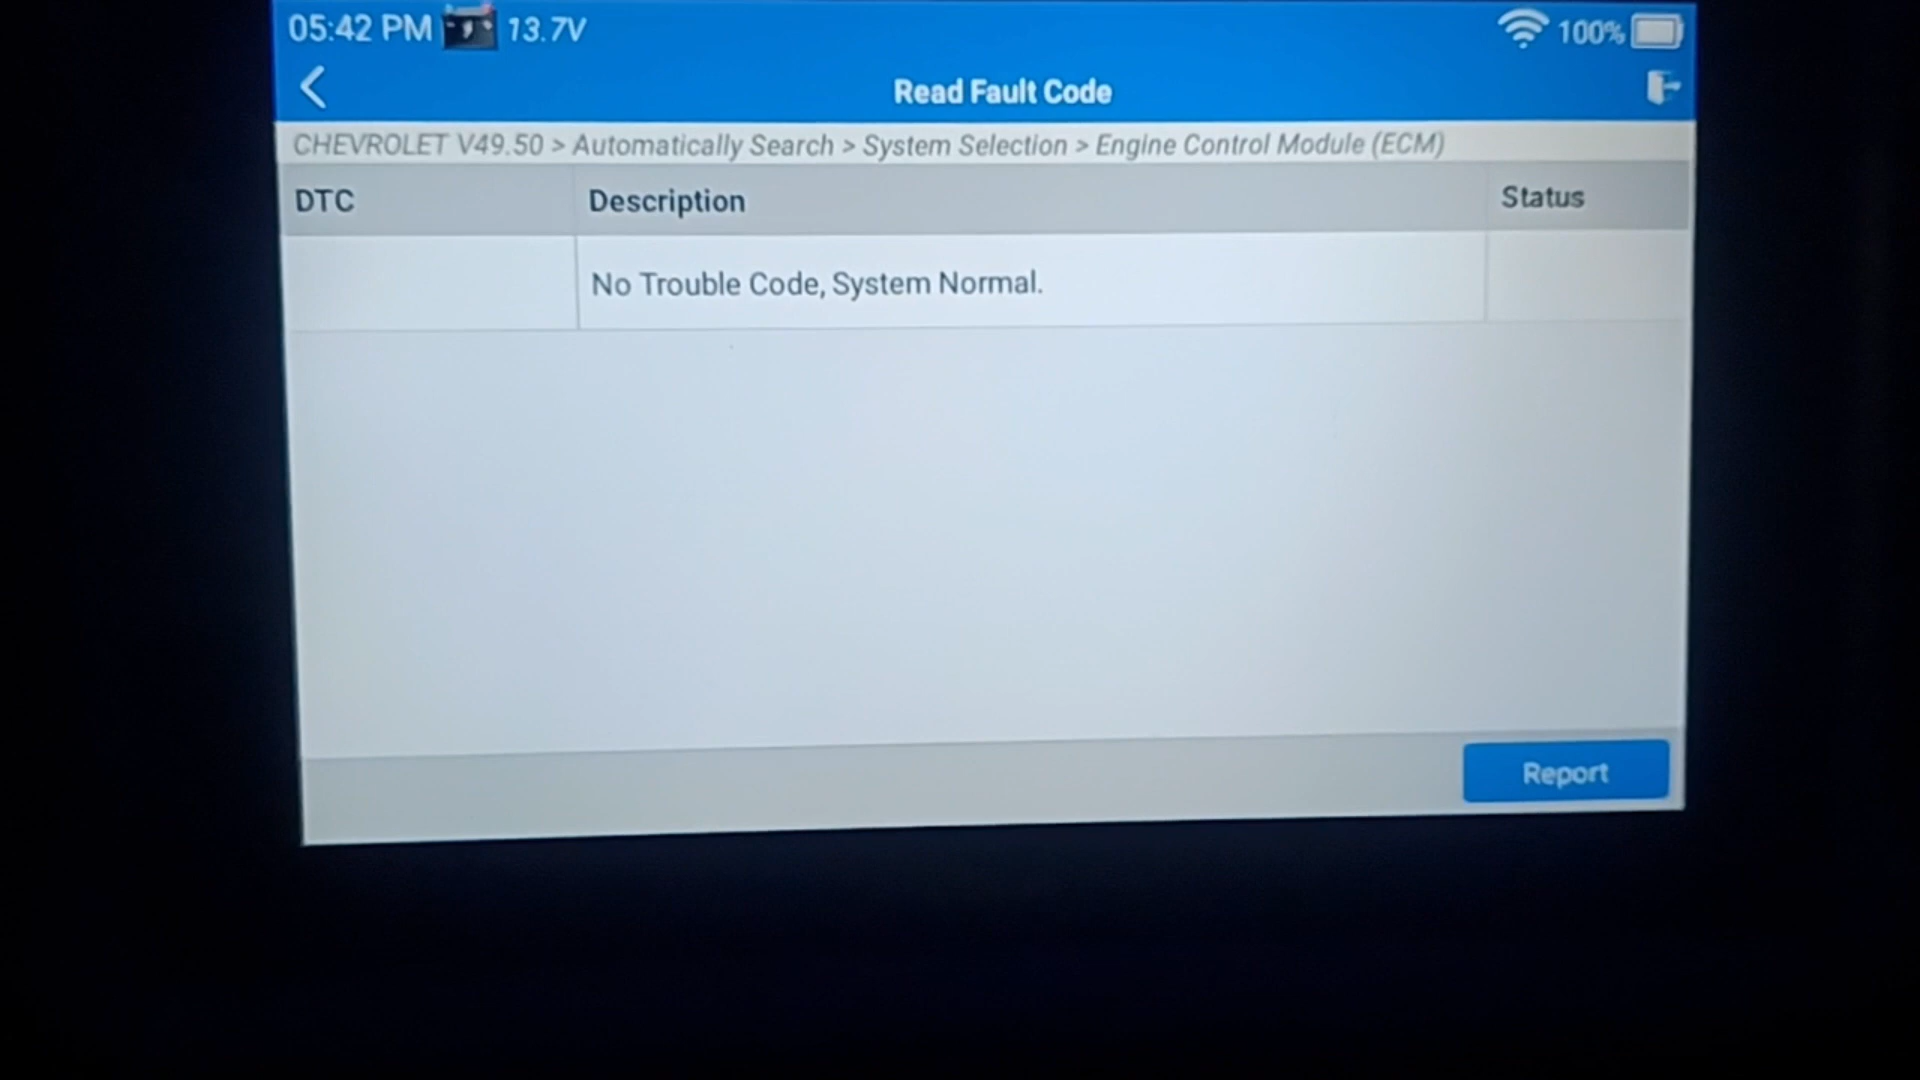 05:42 PM 13.7V 100%
Read Fault Code
CHEVROLET V49.50 > Automatically Search > System Selection > Engine Control Module (ECM)
DTC Description Status
No Trouble Code, System Normal.
Report